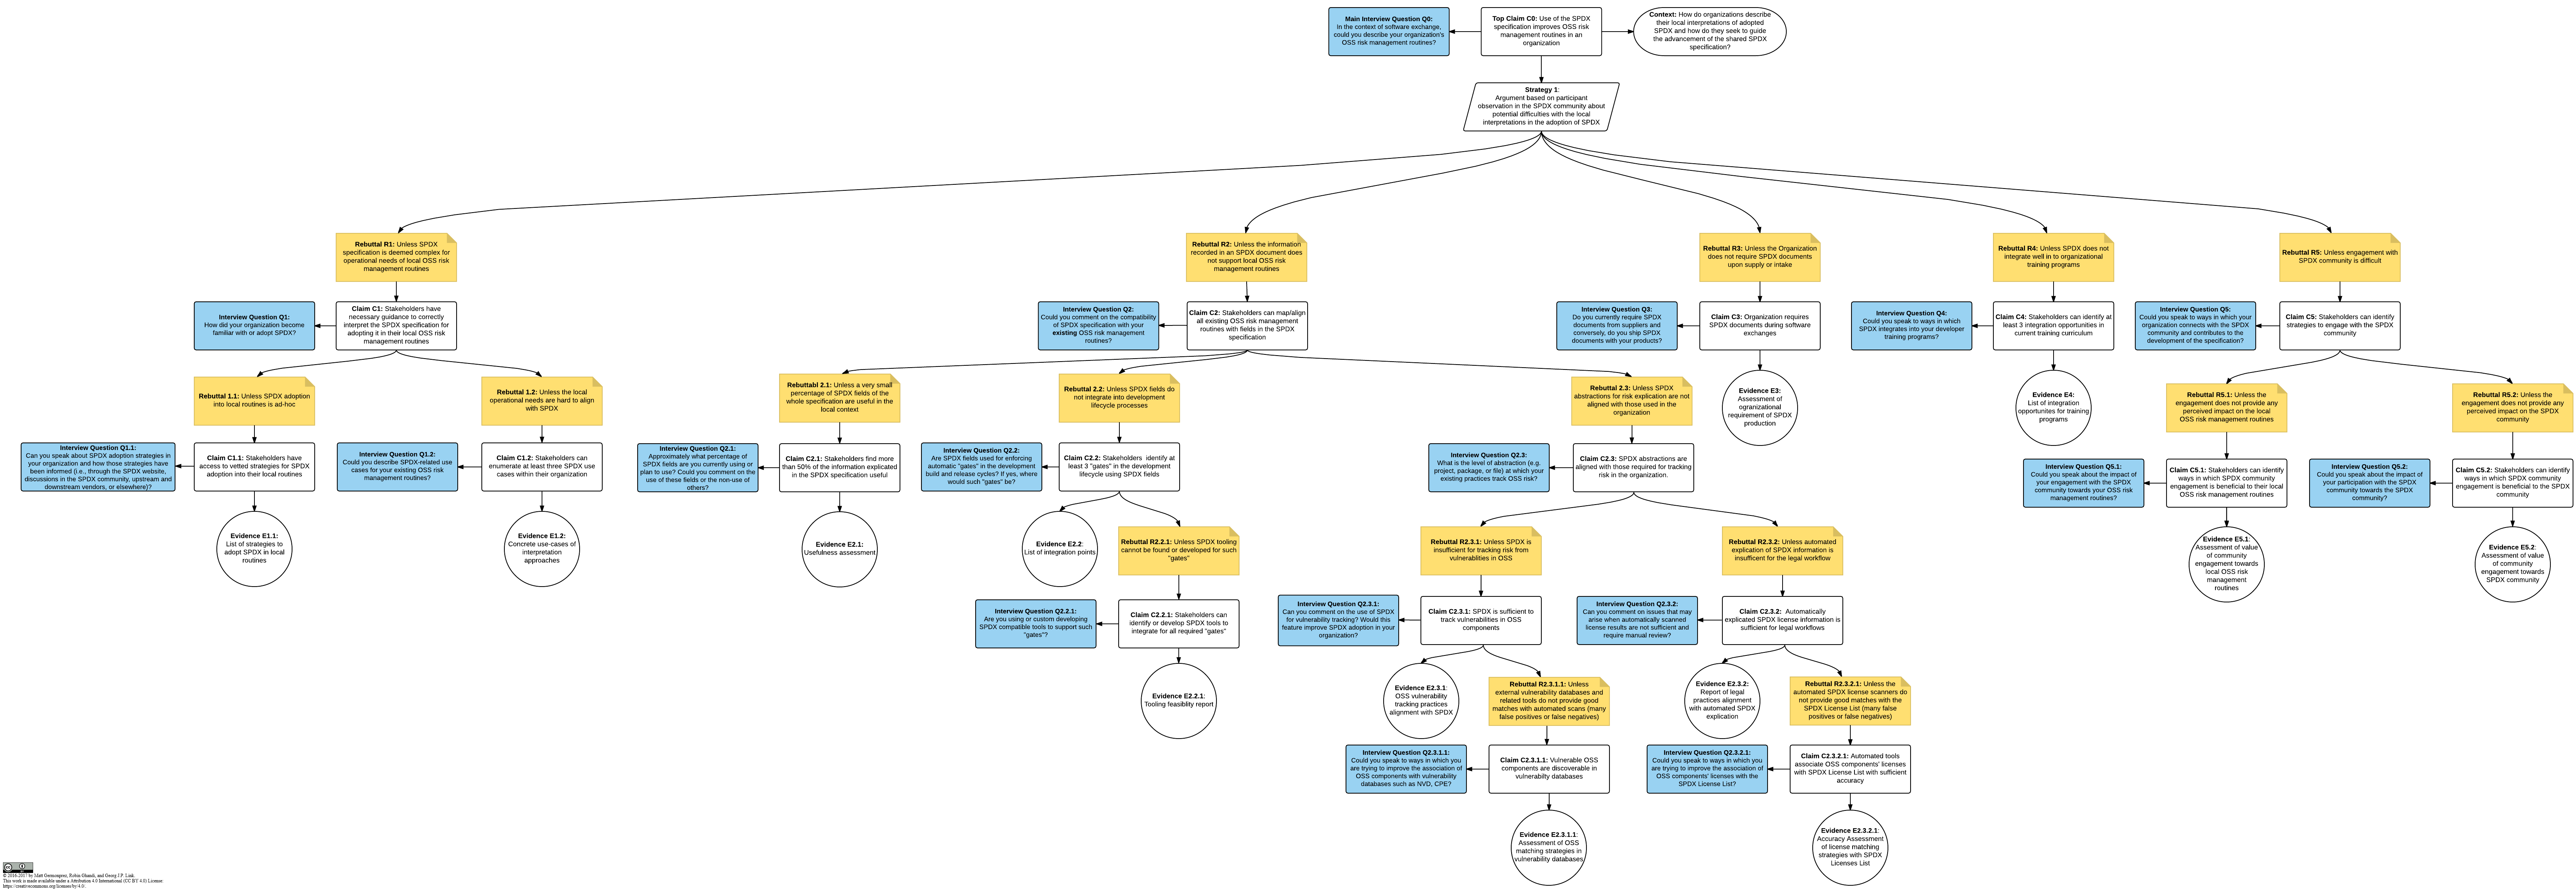 Main Interview Question Q0:
In the context of software exchange,
could you describe your organization's
OSS risk management routines?
Top Claim C0: Use of the SPDX
specification improves OSS risk
management routines in an
organization
Context: How do organizations describe
their local interpretations of adopted
SPDX and how do they seek to guide
the advancement of the shared SPDX
specification?
Strategy 1:
Argument based on participant
observation in the SPDX community about
potential difficulties with the local
interpretations in the adoption of SPDX
Rebuttal R1: Unless SPDX
specification is deemed complex for
operational needs of local OSS risk
management routines
Rebuttal R2: Unless the information
recorded in an SPDX document does
not support local OSS risk
management routines
Rebuttal R3: Unless the Organization
does not require SPDX documents
upon supply or intake
Rebuttal R4: Unless SPDX does not
integrate well in to organizational
training programs
Rebuttal R5: Unless engagement with
SPDX community is difficult
Interview Question Q1:
How did your organization become
familiar with or adopt SPDX?
Claim C1: Stakeholders have
necessary guidance to correctly
interpret the SPDX specification for
adopting it in their local OSS risk
management routines
Interview Question Q2:
Could you comment on the compatibility
of SPDX specification with your
existing OSS risk management
routines?
Claim C2: Stakeholders can map/align
all existing OSS risk management
routines with fields in the SPDX
specification
Interview Question Q3:
Do you currently require SPDX
documents from suppliers and
conversely, do you ship SPDX
documents with your products?
Claim C3: Organization requires
SPDX documents during software
exchanges
Interview Question Q4:
Could you speak to ways in which
SPDX integrates into your developer
training programs?
Claim C4: Stakeholders can identify at
least 3 integration opportunities in
current training curriculum
Interview Question Q5:
Could you speak to ways in which your
organization connects with the SPDX
community and contributes to the
development of the specification?
Claim C5: Stakeholders can identify
strategies to engage with the SPDX
community
Rebuttal 1.1: Unless SPDX adoption
into local routines is ad-hoc
Rebuttal 1.2: Unless the local
operational needs are hard to align
with SPDX
Rebuttabl 2.1: Unless a very small
percentage of SPDX fields of the
whole specification are useful in the
local context
Rebuttal 2.2: Unless SPDX fields do
not integrate into development
lifecycle processes
Rebuttal 2.3: Unless SPDX
abstractions for risk explication are not
aligned with those used in the
organization
Evidence E3:
Assessment of
ogranizational
requirement of SPDX
production
Evidence E4:
List of integration
opportunites for training
programs
Rebuttal R5.1: Unless the
engagement does not provide any
perceived impact on the local
OSS risk management routines
Rebuttal R5.2: Unless the
engagement does not provide any
perceived impact on the SPDX
community
Interview Question Q1.1:
Can you speak about SPDX adoption strategies in
your organization and how those strategies have
been informed (i.e., through the SPDX website,
discussions in the SPDX community, upstream and
downstream vendors, or elsewhere)?
Claim C1.1: Stakeholders have
access to vetted strategies for SPDX
adoption into their local routines
Interview Question Q1.2:
Could you describe SPDX-related use
cases for your existing OSS risk
management routines?
Claim C1.2: Stakeholders can
enumerate at least three SPDX use
cases within their organization
Interview Question Q2.1:
Approximately what percentage of
SPDX fields are you currently using or
plan to use? Could you comment on the
use of these fields or the non-use of
others?
Claim C2.1: Stakeholders find more
than 50% of the information explicated
in the SPDX specification useful
Interview Question Q2.2:
Are SPDX fields used for enforcing
automatic "gates" in the development
build and release cycles? If yes, where
would such "gates" be?
Claim C2.2: Stakeholders identify at
least 3 "gates" in the development
lifecycle using SPDX fields
Interview Question Q2.3:
What is the level of abstraction (e.g.
project, package, or file) at which your
existing practices track OSS risk?
Claim C2.3: SPDX abstractions are
aligned with those required for tracking
risk in the organization.
Interview Question Q5.1:
Could you speak about the impact of
your engagement with the SPDX
community towards your OSS risk
management routines?
Claim C5.1: Stakeholders can identify
ways in which SPDX community
engagement is beneficial to their local
OSS risk management routines
Interview Question Q5.2:
Could you speak about the impact of
your participation with the SPDX
community towards the SPDX
community?
Claim C5.2: Stakeholders can identify
ways in which SPDX community
engagement is beneficial to the SPDX
community
Evidence E1.1:
List of strategies to
adopt SPDX in local
routines
Evidence E1.2:
Concrete use-cases of
interpretation
approaches
Evidence E2.1:
Usefulness assessment
Evidence E2.2:
List of integration points
Rebuttal R2.2.1: Unless SPDX tooling
cannot be found or developed for such
"gates"
Rebuttal R2.3.1: Unless SPDX is
insufficient for tracking risk from
vulnerablities in OSS
Rebuttal R2.3.2: Unless automated
explication of SPDX information is
insufficient for the legal workflow
Evidence E5.1:
Assessment of value
of community
engagement towards
local OSS risk
management
routines
Evidence E5.2:
Assessment of value
of community
engagement towards
SPDX community
Interview Question Q2.2.1:
Are you using or custom developing
SPDX compatible tools to support such
"gates"?
Claim C2.2.1: Stakeholders can
identify or develop SPDX tools to
integrate for all required "gates"
Interview Question Q2.3.1:
Can you comment on the use of SPDX
for vulnerability tracking? Would this
feature improve SPDX adoption in your
organization?
Claim C2.3.1: SPDX is sufficient to
track vulnerabilities in OSS
components
Interview Question Q2.3.2:
Can you comment on issues that may
arise when automatically scanned
license results are not sufficient and
require manual review?
Claim C2.3.2: Automatically
explicated SPDX license information is
sufficient for legal workflows
Evidence E2.2.1:
Tooling feasiblity report
Evidence E2.3.1:
OSS vulnerability
tracking practices
alignment with SPDX
Rebuttal R2.3.1.1: Unless
external vulnerability databases and
related tools do not provide good
matches with automated scans (many
false positives or false negatives)
Evidence E2.3.2:
Report of legal
practices alignment
with automated SPDX
explication
Rebuttal R2.3.2.1: Unless the
automated SPDX license scanners do
not provide good matches with the
SPDX License List (many false
positives or false negatives)
Interview Question Q2.3.1.1:
Could you speak to ways in which you
are trying to improve the association of
OSS components with vulnerability
databases such as NVD, CPE?
Claim C2.3.1.1: Vulnerable OSS
components are discoverable in
vulnerabilty databases
Interview Question Q2.3.2.1:
Could you speak to ways in which you
are trying to improve the association of
OSS components' licenses with the
SPDX License List?
Claim C2.3.2.1: Automated tools
associate OSS components' licenses
with SPDX License List with sufficient
accuracy
Evidence E2.3.1.1:
Assessment of OSS
matching strategies in
vulnerability databases
Evidence E2.3.2.1:
Accuracy Assessment
of license matching
strategies with SPDX
Licenses List
© 2016-2017 by Matt Germonprez, Robin Gandhi, and Georg J.P. Link
This work is made available under a Attribution 4.0 International (CC BY 4.0) License
https://creativecommons.org/licenses/by/4.0/